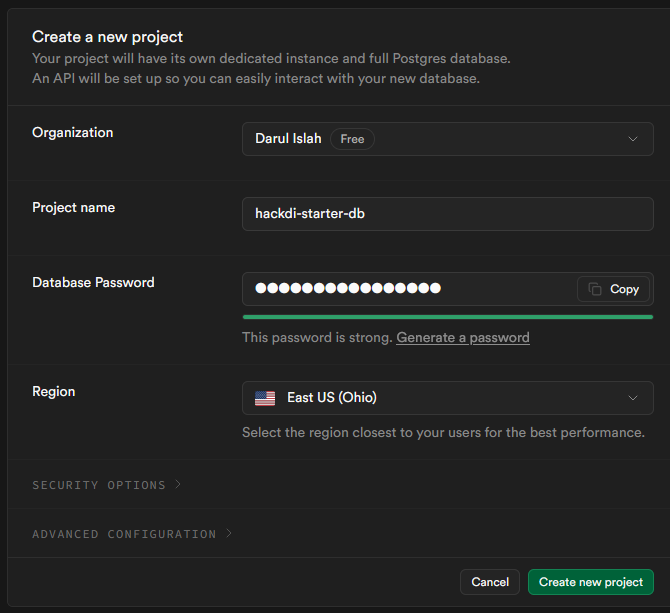 Create a new project
Your project will have its own dedicated instance and full Postgres database.
An API will be set up so you can easily interact with your new database.
Organization
Darul Islah Free
Project name
hackdi-starter-db
Database Password
●●●●●●●●●●●●●●●● Copy
This password is strong. Generate a password
Region
East US (Ohio)
Select the region closest to your users for the best performance.
SECURITY OPTIONS
ADVANCED CONFIGURATION
Cancel Create new project